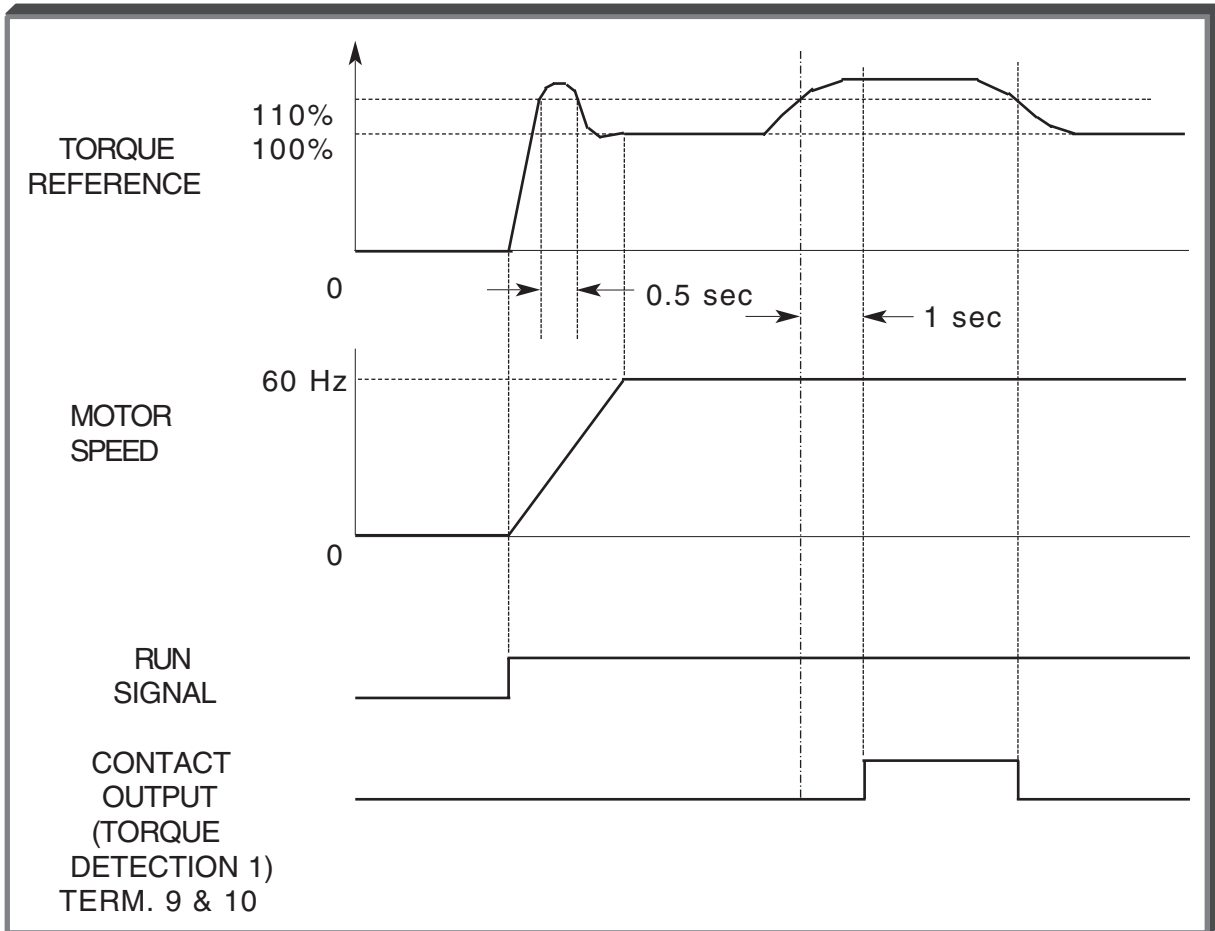 110%
100%
TORQUE
REFERENCE
0
0.5 sec
1 sec
60 Hz
MOTOR
SPEED
0
RUN
SIGNAL
CONTACT
OUTPUT
(TORQUE
DETECTION 1)
TERM. 9 & 10